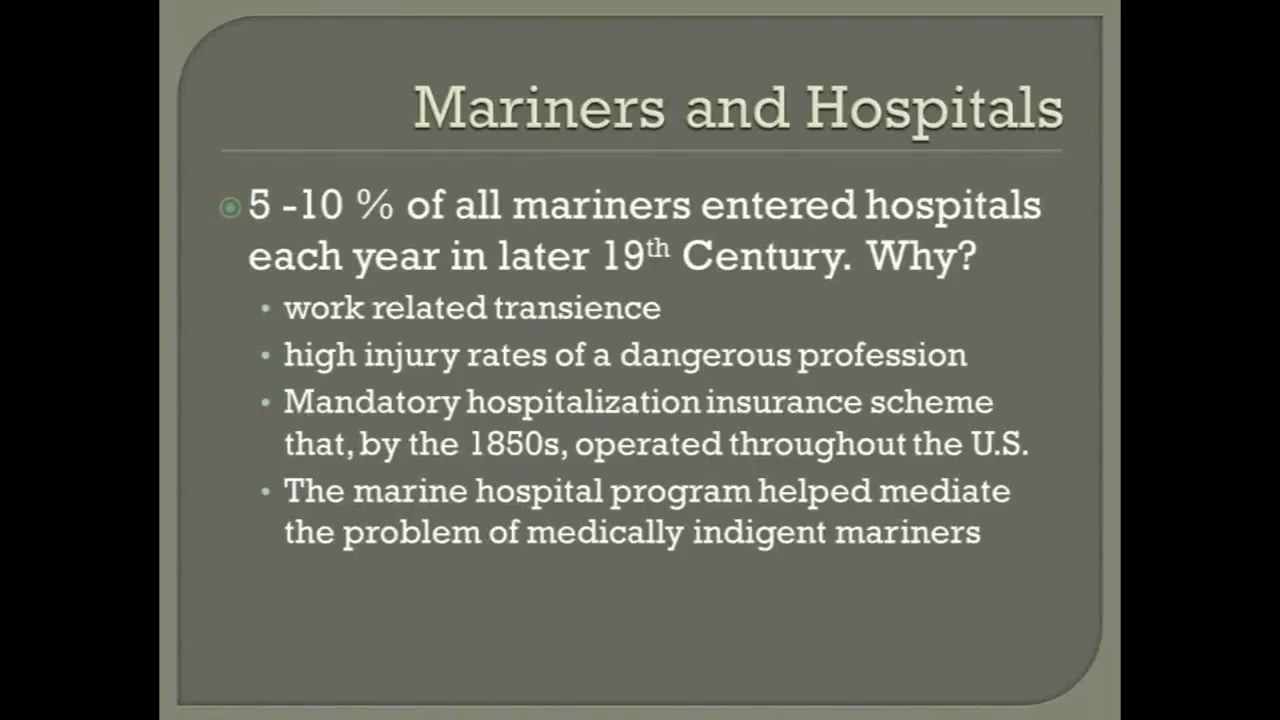 Mariners and Hospitals
5 -10 % of all mariners entered hospitals
each year in later 19th Century. Why?
work related transience
high injury rates of a dangerous profession
Mandatory hospitalization insurance scheme
that, by the 1850s, operated throughout the U.S.
The marine hospital program helped mediate
the problem of medically indigent mariners